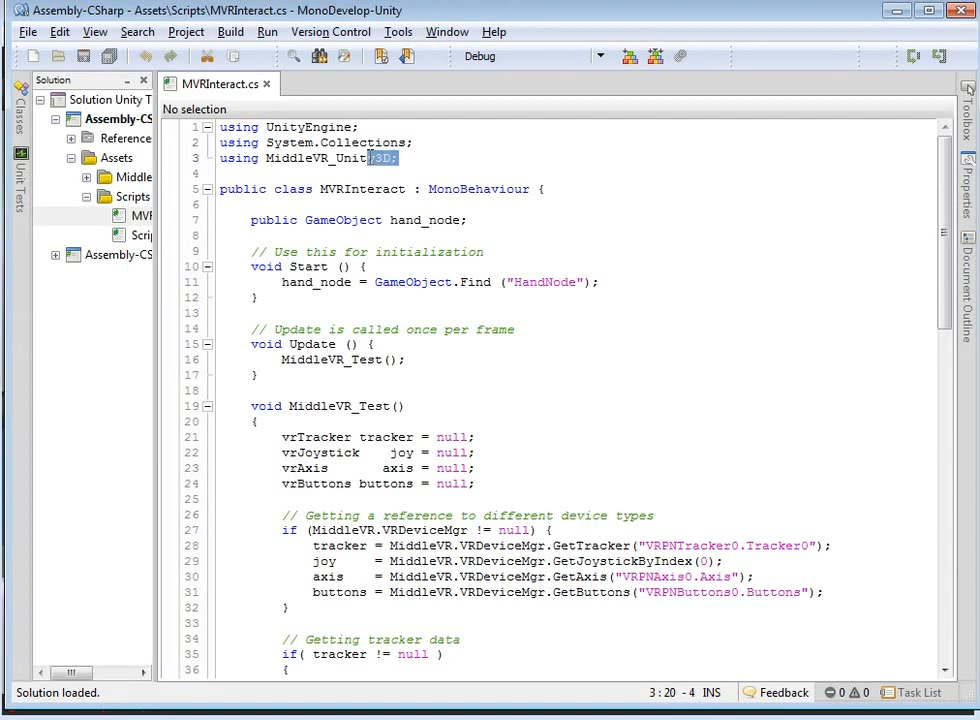 Assembly-CSharp - Assets\Scripts\MVRInteract.cs - MonoDevelop-Unity
File Edit View Search Project Build Run Version Control Tools Window Help
Debug
Solution
MVRInteract.cs
Classes
Unit Tests
Solution Unity T
Assembly-CS
Reference
Assets
Middle
Scripts
MVR
Scri
Assembly-CS
No selection
1 using UnityEngine;
2 using System.Collections;
3 using MiddleVR_Unity3D;
4
5 public class MVRInteract : MonoBehaviour {
6
7 public GameObject hand_node;
8
9 // Use this for initialization
10 void Start () {
11 hand_node = GameObject.Find ("HandNode");
12 }
13
14 // Update is called once per frame
15 void Update () {
16 MiddleVR_Test();
17 }
18
19 void MiddleVR_Test()
20 {
21 vrTracker tracker = null;
22 vrJoystick joy = null;
23 vrAxis axis = null;
24 vrButtons buttons = null;
25
26 // Getting a reference to different device types
27 if (MiddleVR.VRDeviceMgr != null) {
28 tracker = MiddleVR.VRDeviceMgr.GetTracker("VRPNTracker0.Tracker0");
29 joy = MiddleVR.VRDeviceMgr.GetJoystickByIndex(0);
30 axis = MiddleVR.VRDeviceMgr.GetAxis("VRPNAxis0.Axis");
31 buttons = MiddleVR.VRDeviceMgr.GetButtons("VRPNButtons0.Buttons");
32 }
33
34 // Getting tracker data
35 if( tracker != null )
36 {
Toolbox
Properties
Document Outline
Solution loaded.
3 : 20 - 4 INS
Feedback
0 0
Task List